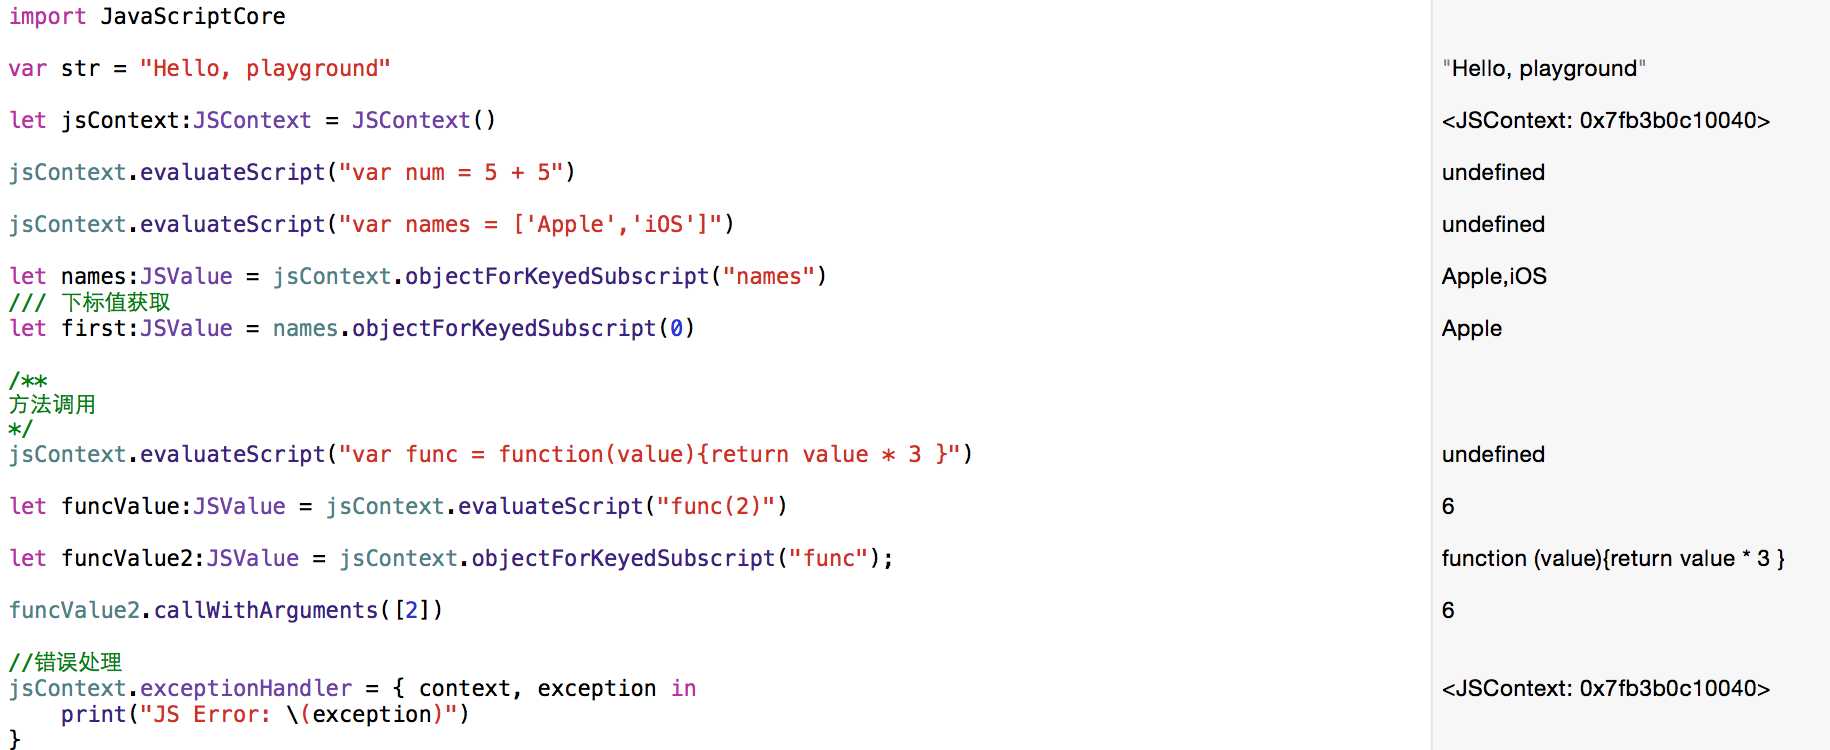 import JavaScriptCore
var str = "Hello, playground" "Hello, playground"
let jsContext:JSContext = JSContext() <JSContext: 0x7fb3b0c10040>
jsContext.evaluateScript("var num = 5 + 5") undefined
jsContext.evaluateScript("var names = ['Apple','iOS']") undefined
let names:JSValue = jsContext.objectForKeyedSubscript("names") Apple,iOS
/// 下标值获取
let first:JSValue = names.objectForKeyedSubscript(0) Apple
/**
方法调用
*/
jsContext.evaluateScript("var func = function(value){return value * 3 }") undefined
let funcValue:JSValue = jsContext.evaluateScript("func(2)") 6
let funcValue2:JSValue = jsContext.objectForKeyedSubscript("func"); function (value){return value * 3 }
funcValue2.callWithArguments([2]) 6
//错误处理
jsContext.exceptionHandler = { context, exception in <JSContext: 0x7fb3b0c10040>
    print("JS Error: \(exception)")
}